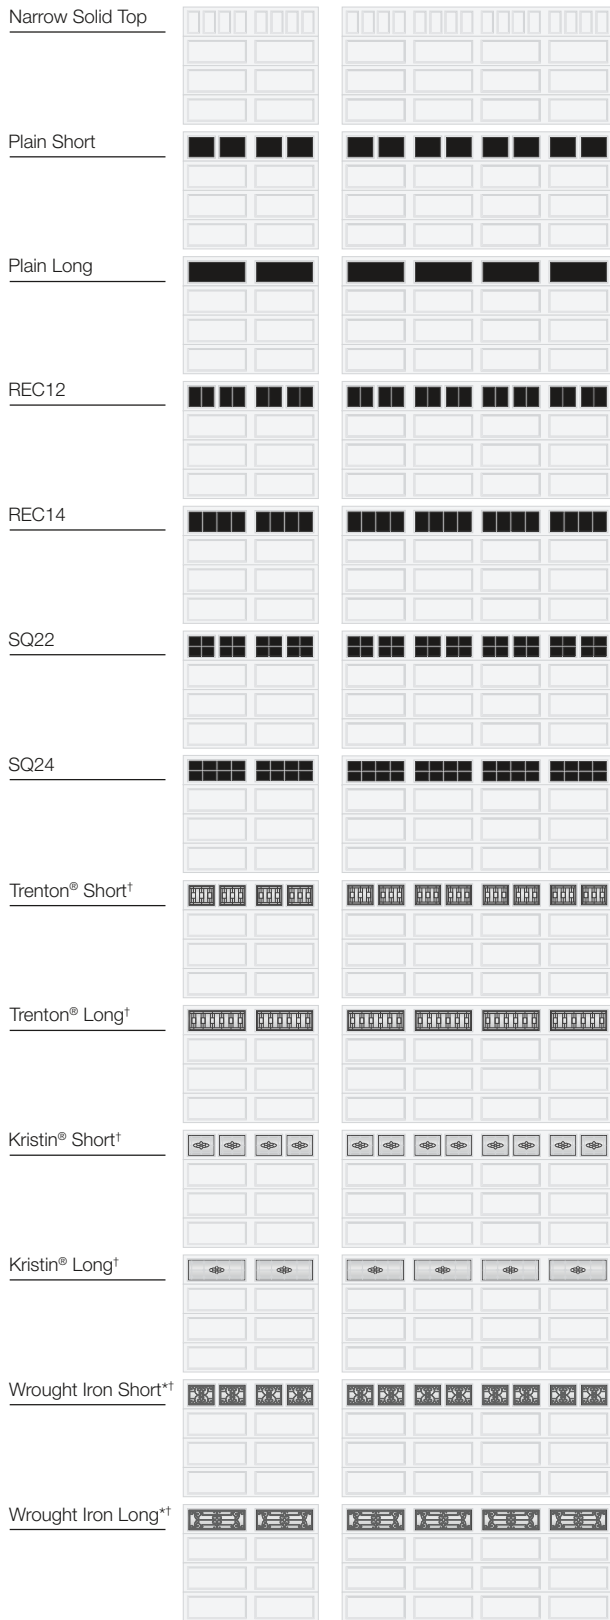 Narrow Solid Top
Plain Short
Plain Long
REC12
REC14
SQ22
SQ24
Trenton® Short†
Trenton® Long†
Kristin® Short†
Kristin® Long†
Wrought Iron Short*†
Wrought Iron Long*†